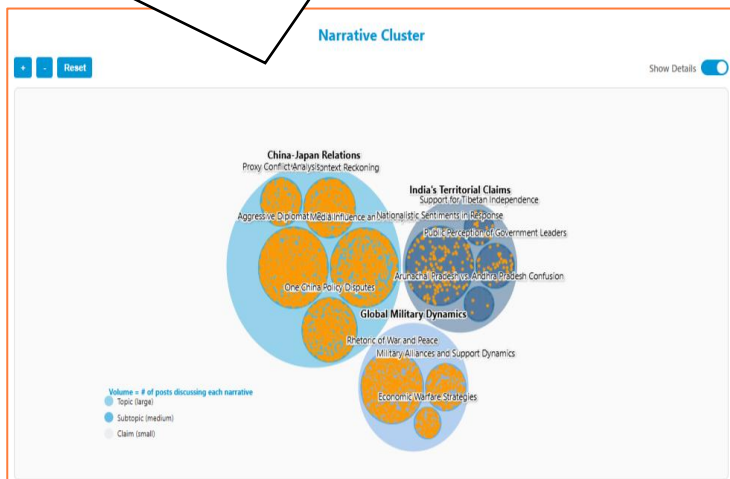 Narrative Cluster
+ - Reset
Show Details
China-Japan Relations
Proxy Conflict Analysis ontext Reckoning
India's Territorial Claims
Support for Tibetan Independence
Aggressive Diplomat Media Influence an Nationalistic Sentiments in Response
Public Perception of Government Leaders
Arunachal Pradesh vs. Andhra Pradesh Confusion
One China Policy Disputes
Global Military Dynamics
Rhetoric of War and Peace
Military Alliances and Support Dynamics
Economic Warfare Strategies
Volume = # of posts discussing each narrative
Topic (large)
Subtopic (medium)
Claim (small)